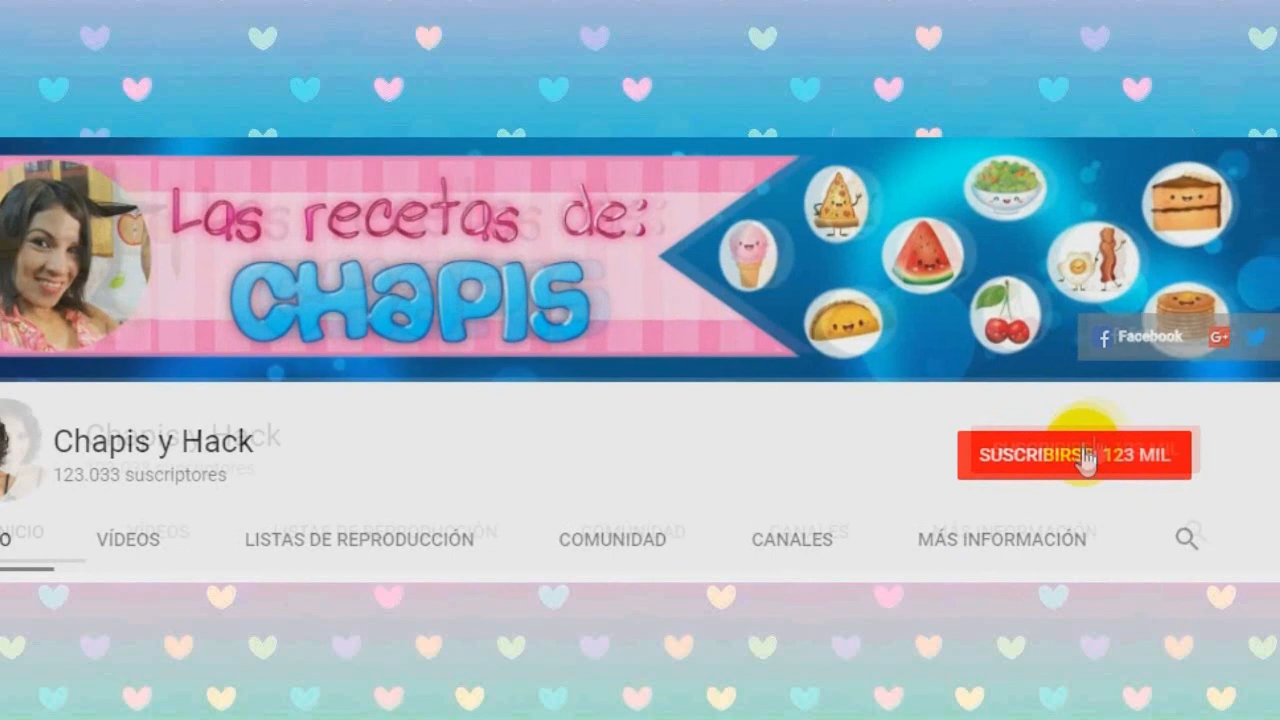 Las recetas de:
CHAPIS
Facebook
G+
Chapis y Hack
123.033 suscriptores
SUSCRIBIRSE 123 MIL
O VÍDEOS LISTAS DE REPRODUCCIÓN COMUNIDAD CANALES MÁS INFORMACIÓN